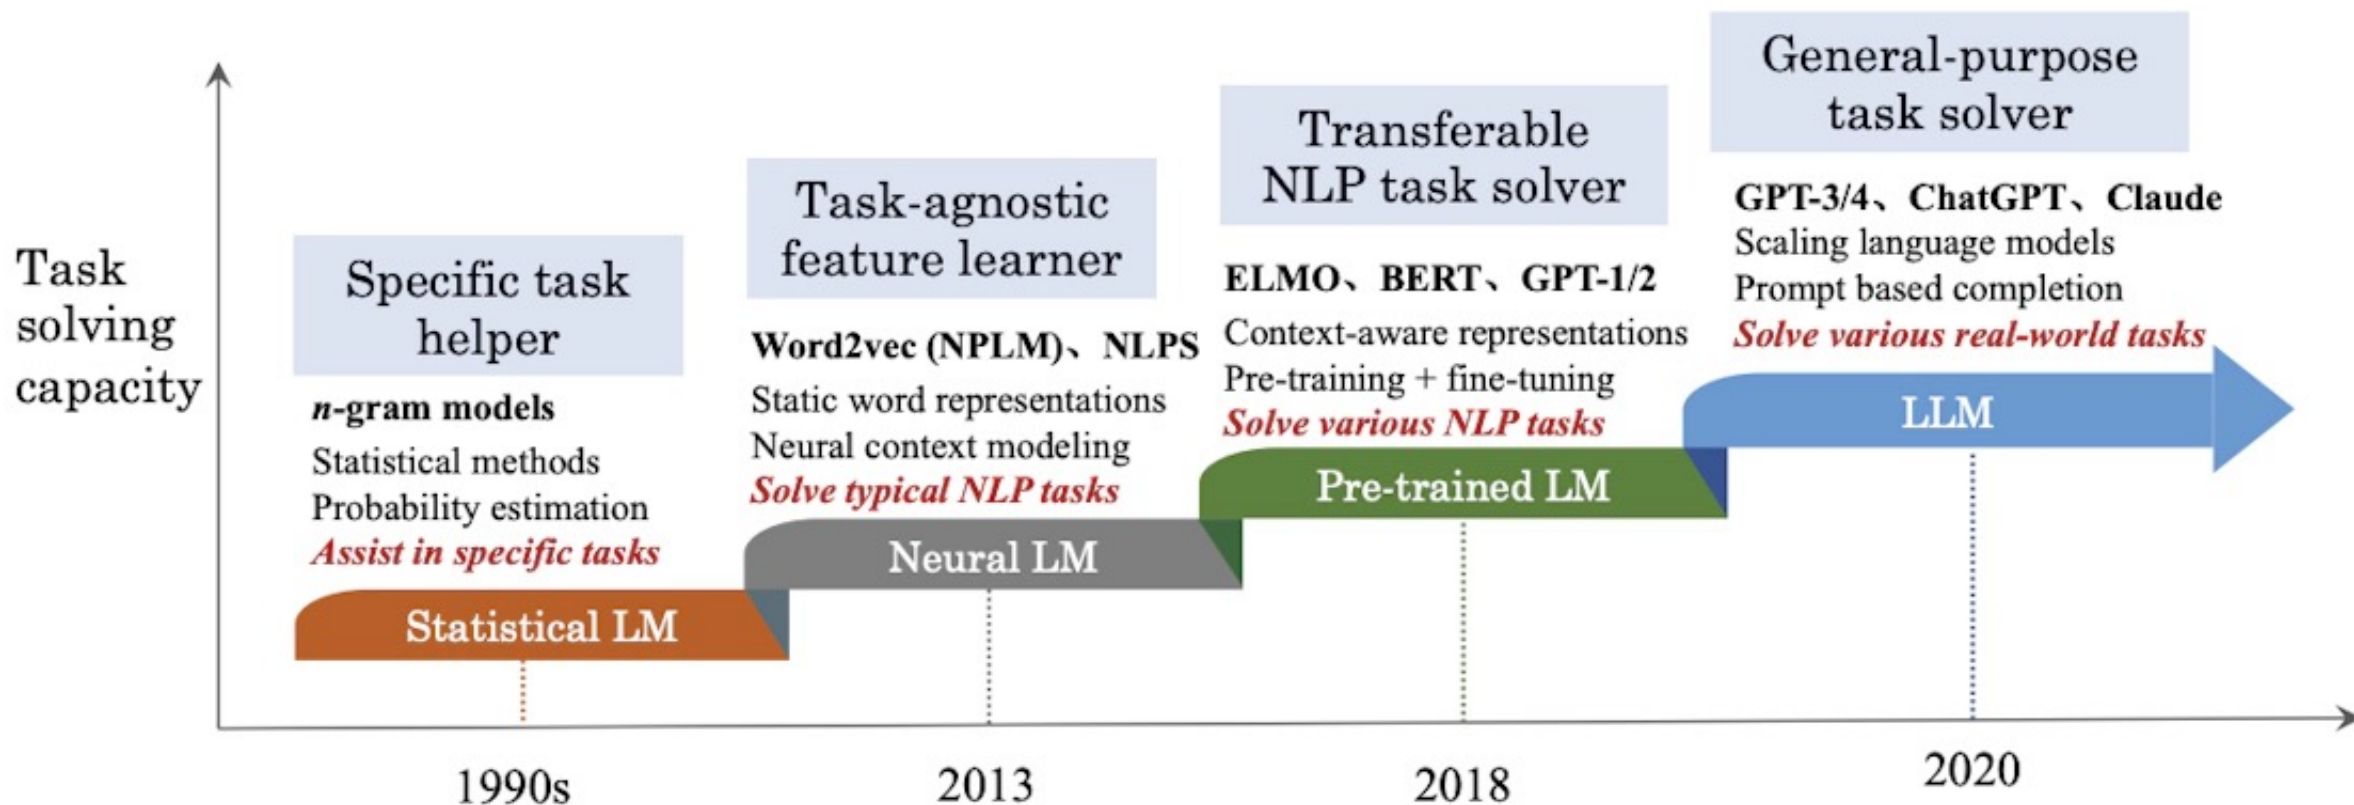 Task
solving
capacity
Specific task
helper
n-gram models
Statistical methods
Probability estimation
Assist in specific tasks
Statistical LM
1990s
Task-agnostic
feature learner
Word2vec (NPLM)、NLPS
Static word representations
Neural context modeling
Solve typical NLP tasks
Neural LM
2013
Transferable
NLP task solver
ELMO、BERT、GPT-1/2
Context-aware representations
Pre-training + fine-tuning
Solve various NLP tasks
Pre-trained LM
2018
General-purpose
task solver
GPT-3/4、ChatGPT、Claude
Scaling language models
Prompt based completion
Solve various real-world tasks
LLM
2020